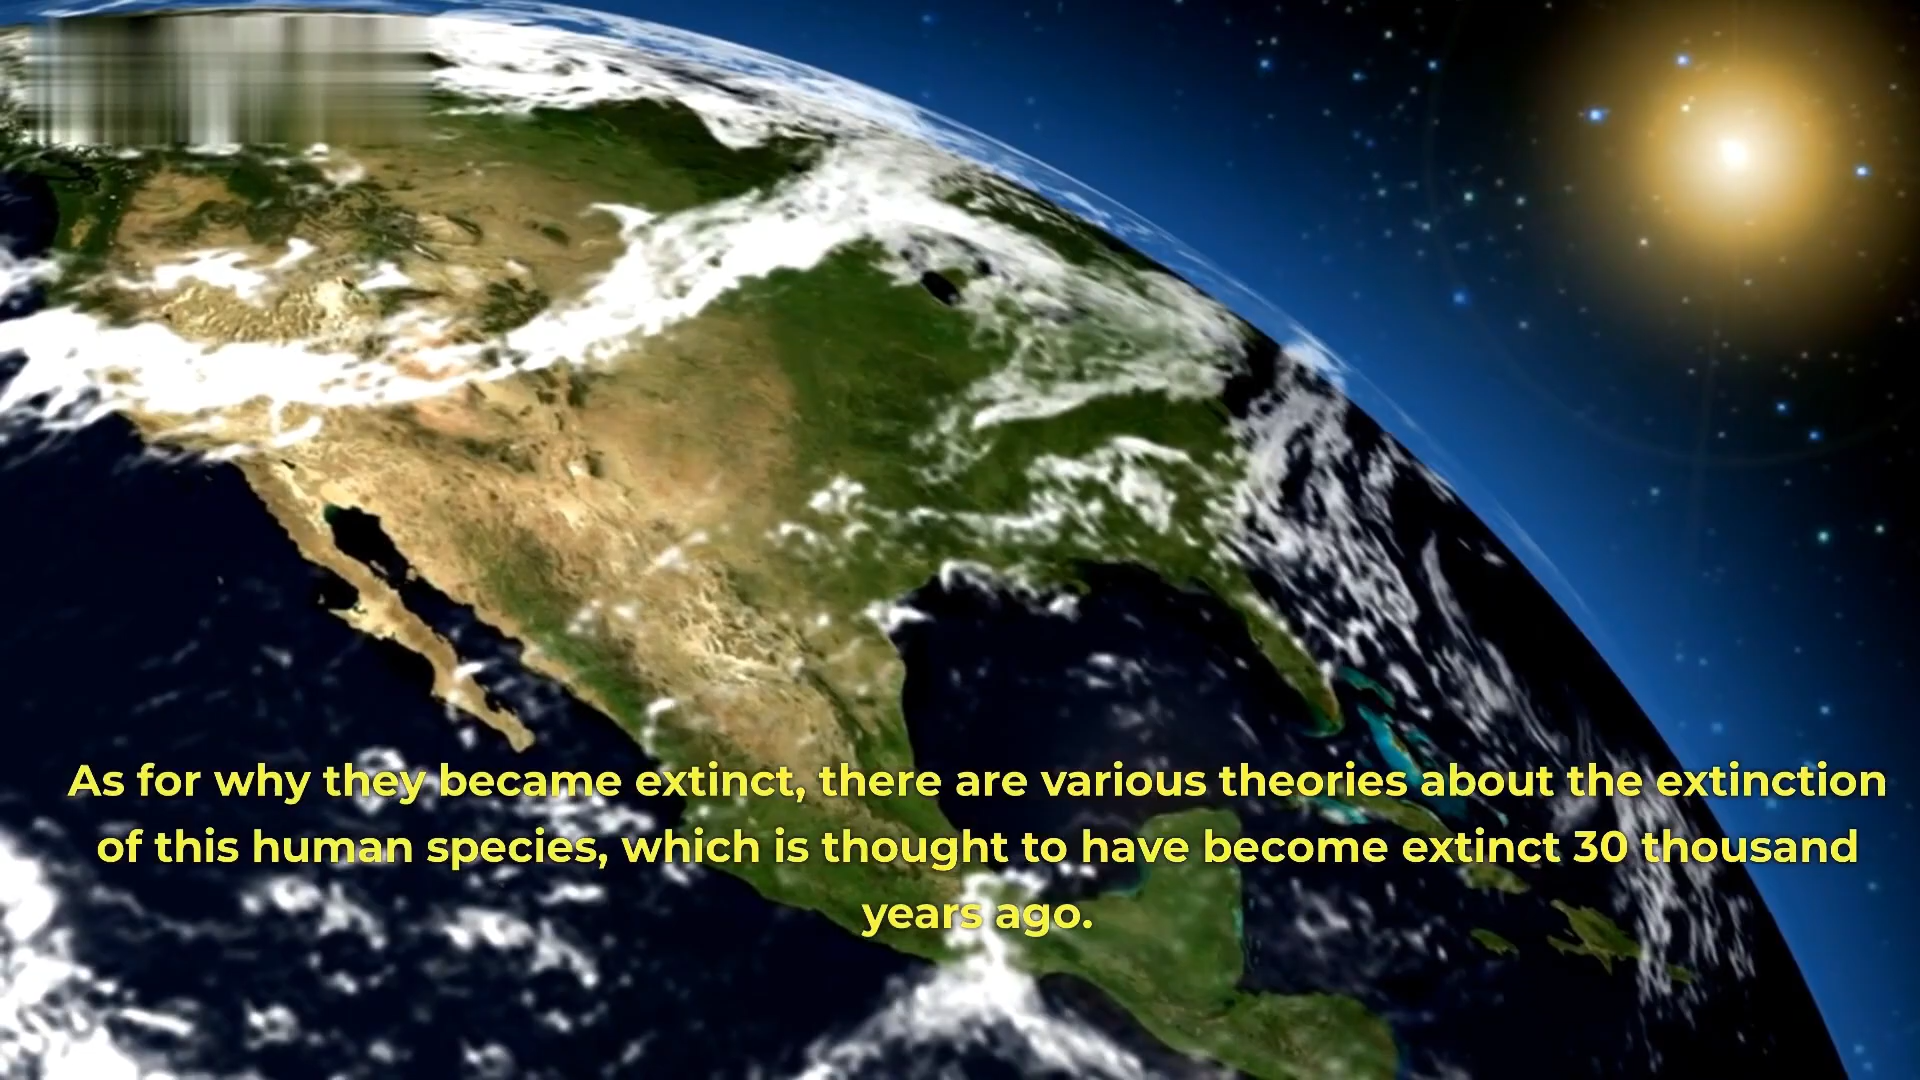 As for why they became extinct, there are various theories about the extinction
of this human species, which is thought to have become extinct 30 thousand
years ago.